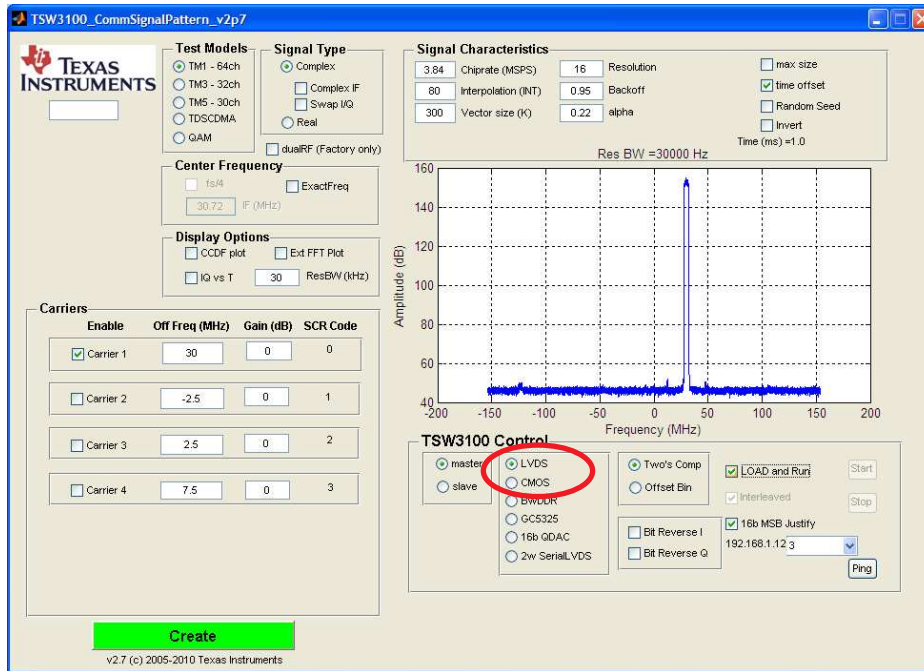 TSW3100_CommSignalPattern_v2p7
TEXAS
INSTRUMENTS
Test Models
TM1 - 64ch
TM3 - 32ch
TM5 - 30ch
TDSCDMA
QAM
Signal Type
Complex
Complex IF
Swap I/Q
Real
dualRF (Factory only)
Center Frequency
fs/4
ExactFreq
30.72 IF (MHz)
Display Options
CCDF plot
Ext FFT Plot
IQ vs T
30 ResBW (kHz)
Signal Characteristics
3.84 Chiprate (MSPS) 16 Resolution
80 Interpolation (INT) 0.95 Backoff
300 Vector size (K) 0.22 alpha
max size
time offset
Random Seed
Invert
Time (ms) =1.0
Res BW =30000 Hz
Amplitude (dB)
160
140
120
100
80
60
40
-200 -150 -100 -50 0 50 100 150 200
Frequency (MHz)
Carriers
Enable Off Freq (MHz) Gain (dB) SCR Code
Carrier 1 30 0 0
Carrier 2 -2.5 0 1
Carrier 3 2.5 0 2
Carrier 4 7.5 0 3
TSW3100 Control
master
slave
LVDS
CMOS
BWDDR
GC5325
16b QDAC
2w SerialLVDS
Two's Comp
Offset Bin
Bit Reverse I
Bit Reverse Q
LOAD and Run
Interleaved
16b MSB Justify
192.168.1.12 3
Start
Stop
Ping
Create
v2.7 (c) 2005-2010 Texas Instruments